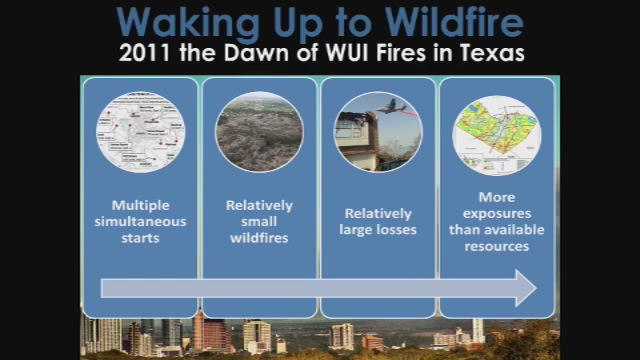 Waking Up to Wildfire
2011 the Dawn of WUI Fires in Texas
Multiple
simultaneous
starts
Relatively
small
wildfires
Relatively
large losses
More
exposures
than available
resources